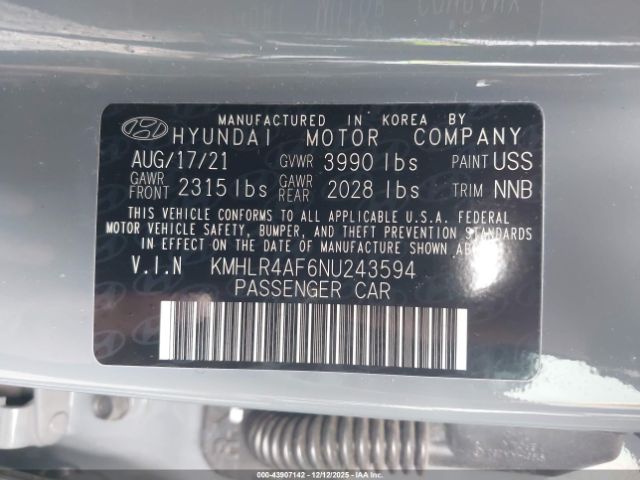 MANUFACTURED IN KOREA BY
HYUNDAI MOTOR COMPANY
AUG/17/21 GVWR 3990 lbs PAINT USS
GAWR FRONT 2315 lbs GAWR REAR 2028 lbs TRIM NNB
THIS VEHICLE CONFORMS TO ALL APPLICABLE U.S.A. FEDERAL
MOTOR VEHICLE SAFETY, BUMPER, AND THEFT PREVENTION STANDARDS
IN EFFECT ON THE DATE OF MANUFACTURE SHOWN
V.I.N KMHLR4AF6NU243594
PASSENGER CAR
000-43907142 - 12/12/2025 - IAA Inc.